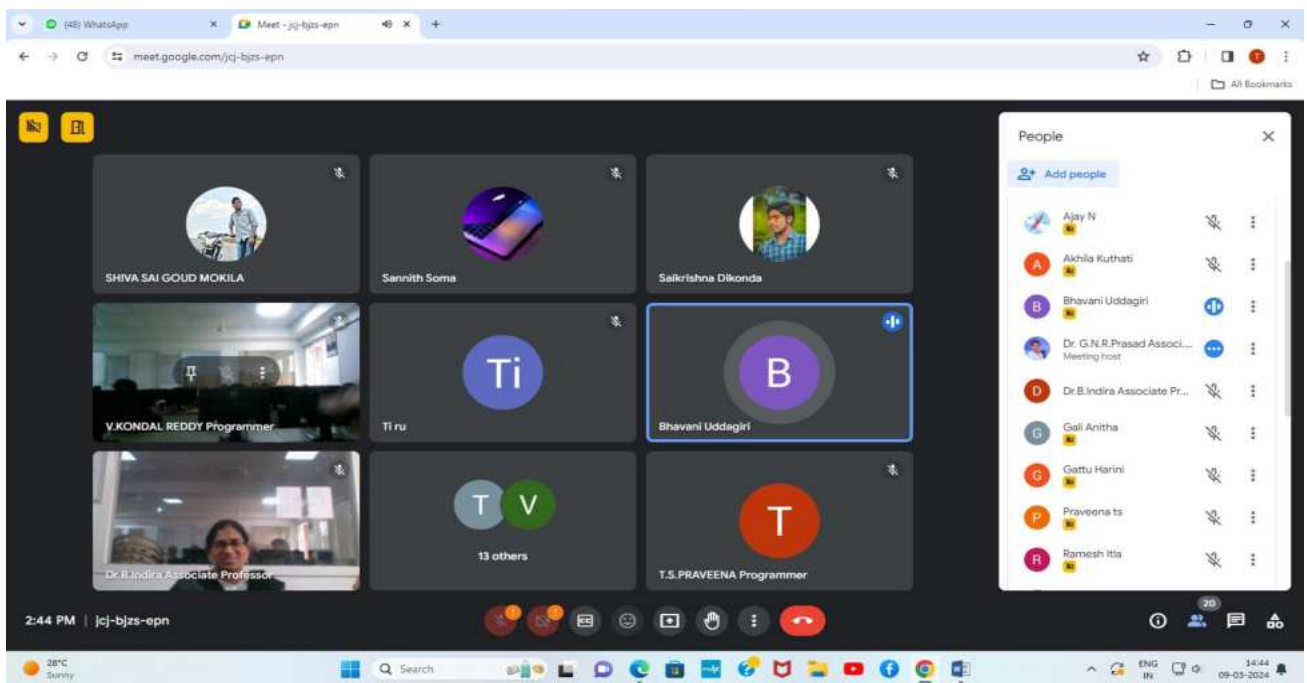 (48) WhatsApp
Meet - jcj-bjzs-epn
meet.google.com/jcj-bjzs-epn
T
All Bookmarks
SHIVA SAI GOUD MOKILA
Sannith Soma
Saikrishna Dikonda
V.KONDAL REDDY Programmer
Ti
Ti ru
B
Bhavani Uddagiri
Dr.B.Indira Associate Professor
T V
13 others
T
T.S.PRAVEENA Programmer
People
Add people
Ajay N
A Akhila Kuthati
B Bhavani Uddagiri
Dr. G.N.R.Prasad Associ....
Meeting host
D Dr.B.Indira Associate Pr...
G Gali Anitha
G Gattu Harini
P Praveena ts
R Ramesh Itla
2:44 PM | jcj-bjzs-epn
20
28°C
Sunny
Search
ENG
IN
14:44
09-03-2024